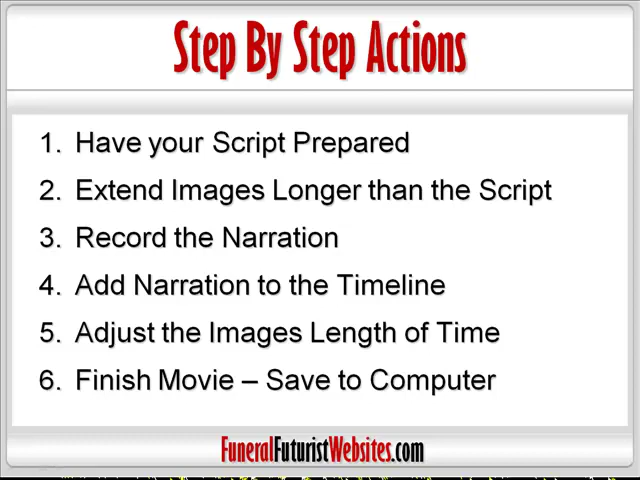 Step By Step Actions
1. Have your Script Prepared
2. Extend Images Longer than the Script
3. Record the Narration
4. Add Narration to the Timeline
5. Adjust the Images Length of Time
6. Finish Movie – Save to Computer
FuneralFuturistWebsites.com